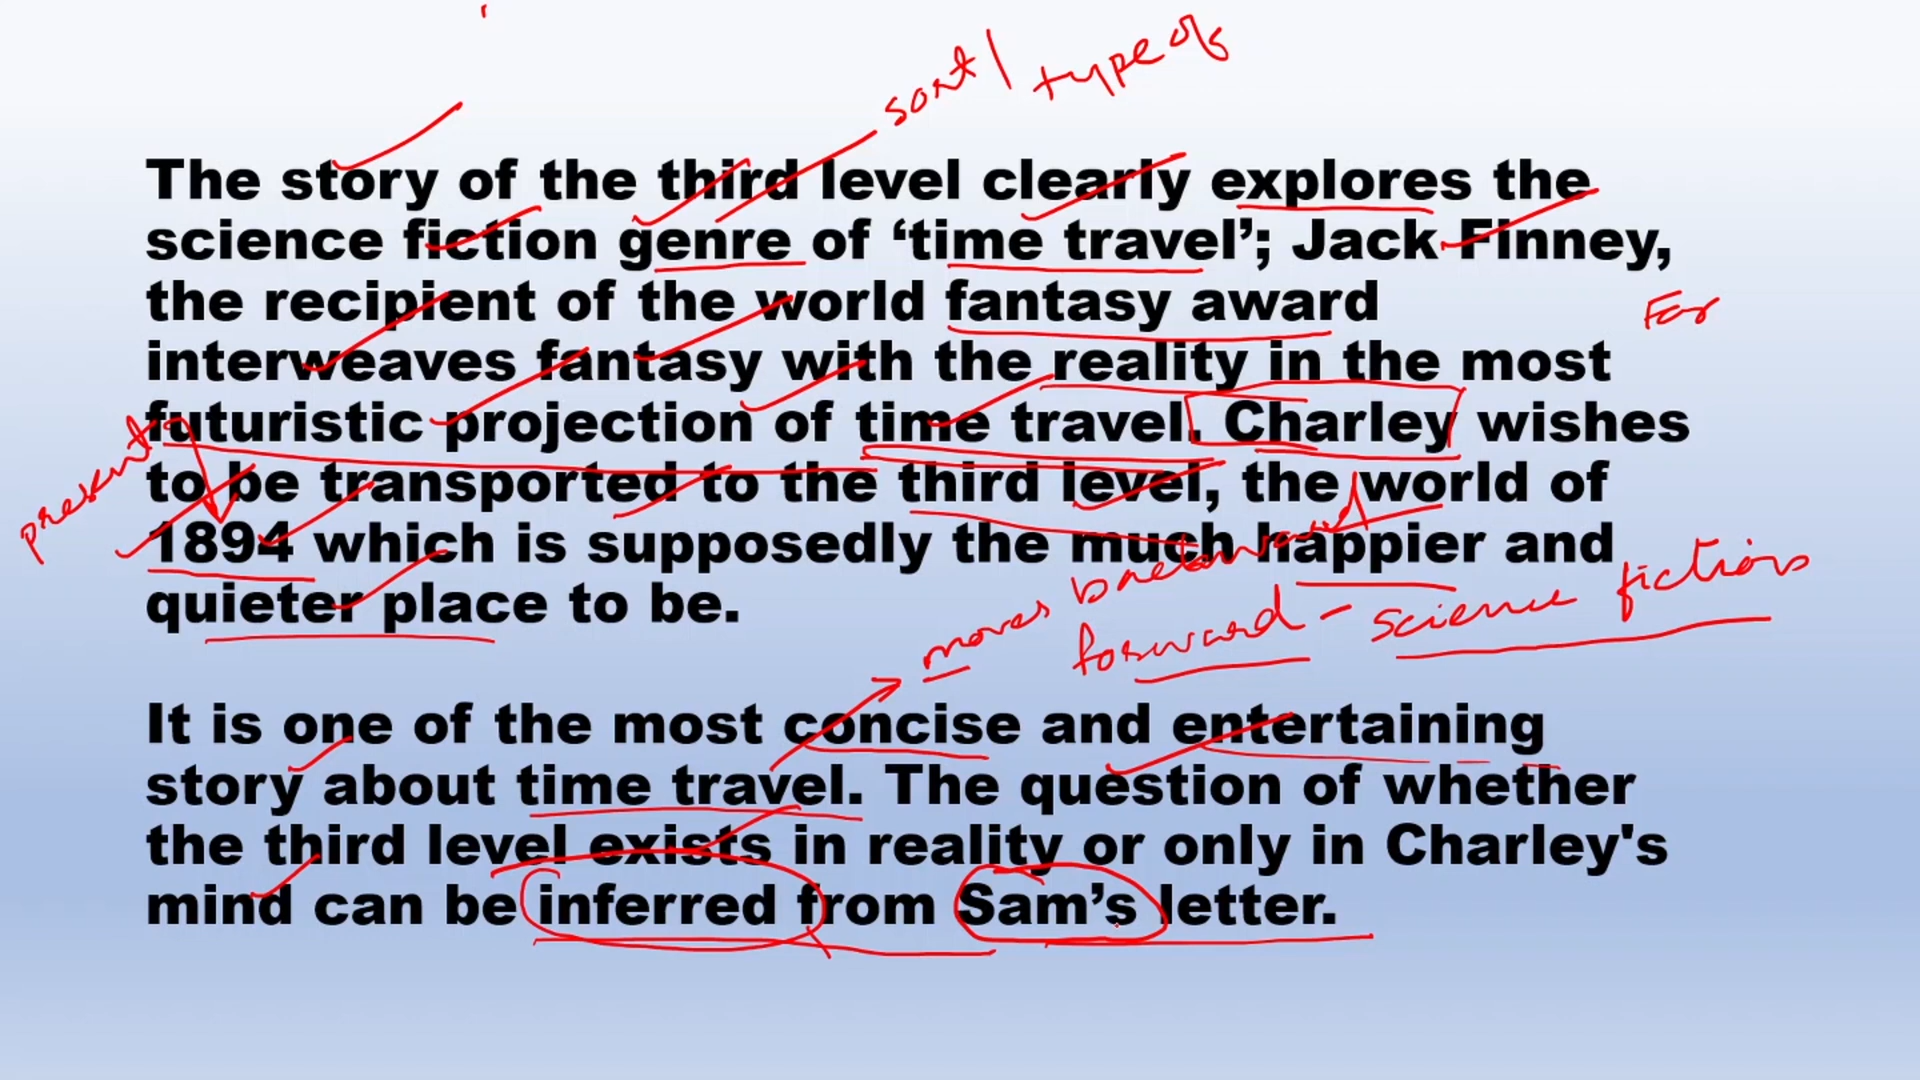 sort/ type of
The story of the third level clearly explores the
science fiction genre of ‘time travel’; Jack Finney,
the recipient of the world fantasy award
For
interweaves fantasy with the reality in the most
futuristic projection of time travel. Charley wishes
present
to be transported to the third level, the world of
1894 which is supposedly the much happier and
quieter place to be.
moves backward
forward - science fiction
It is one of the most concise and entertaining
story about time travel. The question of whether
the third level exists in reality or only in Charley's
mind can be inferred from Sam’s letter.